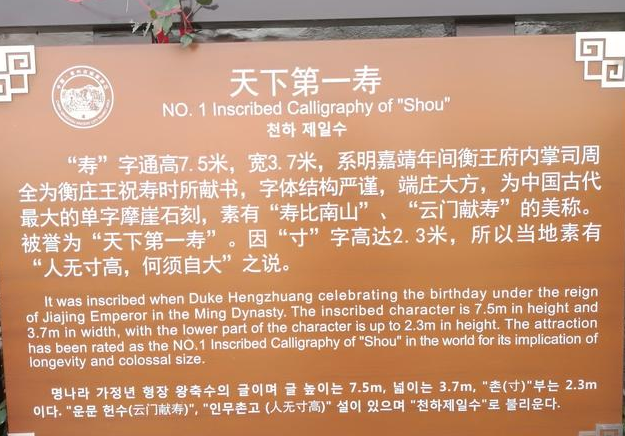 天下第一寿
NO. 1 Inscribed Calligraphy of "Shou"
천하 제일수
“寿”字通高7.5米，宽3.7米，系明嘉靖年间衡王府内掌司周
全为衡庄王祝寿时所献书，字体结构严谨，端庄大方，为中国古代
最大的单字摩崖石刻，素有“寿比南山”、“云门献寿”的美称。
被誉为“天下第一寿”。因“寸”字高达2.3米，所以当地素有
“人无寸高，何须自大”之说。
It was inscribed when Duke Hengzhuang celebrating the birthday under the reign
of Jiajing Emperor in the Ming Dynasty. The inscribed character is 7.5m in height and
3.7m in width, with the lower part of the character is up to 2.3m in height. The attraction
has been rated as the NO.1 Inscribed Calligraphy of "Shou" in the world for its implication of
longevity and colossal size.
명나라 가정년 형장 왕축수의 글이며 글 높이는 7.5m, 넓이는 3.7m, "촌(寸)"부는 2.3m
이다. "운문 헌수(云门献寿)", "인무촌고 (人无寸高)" 설이 있으며 "천하제일수"로 불리운다.